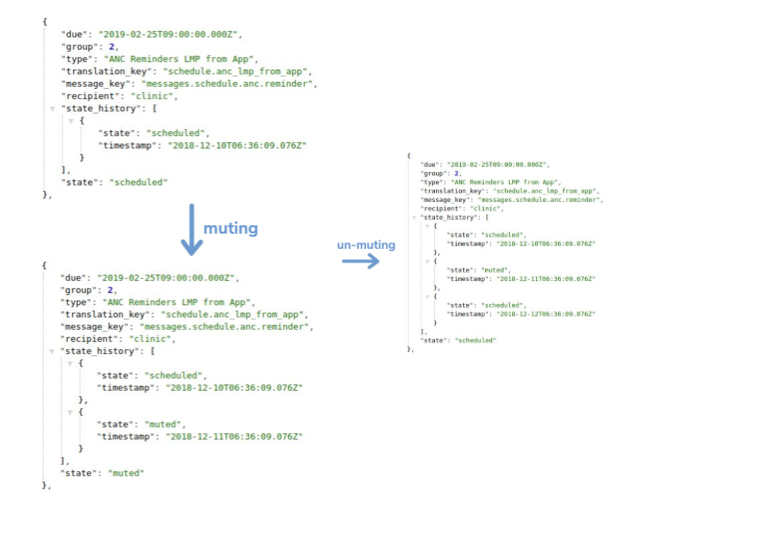 {
"due": "2019-02-25T09:00:00.000Z",
"group": 2,
"type": "ANC Reminders LMP from App",
"translation_key": "schedule.anc_lmp_from_app",
"message_key": "messages.schedule.anc.reminder",
"recipient": "clinic",
"state_history": [
{
"state": "scheduled",
"timestamp": "2018-12-10T06:36:09.076Z"
}
],
"state": "scheduled"
},
muting
{
"due": "2019-02-25T09:00:00.000Z",
"group": 2,
"type": "ANC Reminders LMP from App",
"translation_key": "schedule.anc_lmp_from_app",
"message_key": "messages.schedule.anc.reminder",
"recipient": "clinic",
"state_history": [
{
"state": "scheduled",
"timestamp": "2018-12-10T06:36:09.076Z"
},
{
"state": "muted",
"timestamp": "2018-12-11T06:36:09.076Z"
}
],
"state": "muted"
},
un-muting
{
"due": "2019-02-25T09:00:00.000Z",
"group": 2,
"type": "ANC Reminders LMP from App",
"translation_key": "schedule.anc_lmp_from_app",
"message_key": "messages.schedule.anc.reminder",
"recipient": "clinic",
"state_history": [
{
"state": "scheduled",
"timestamp": "2018-12-10T06:36:09.076Z"
},
{
"state": "muted",
"timestamp": "2018-12-11T06:36:09.076Z"
},
{
"state": "scheduled",
"timestamp": "2018-12-12T06:36:09.076Z"
}
],
"state": "scheduled"
},